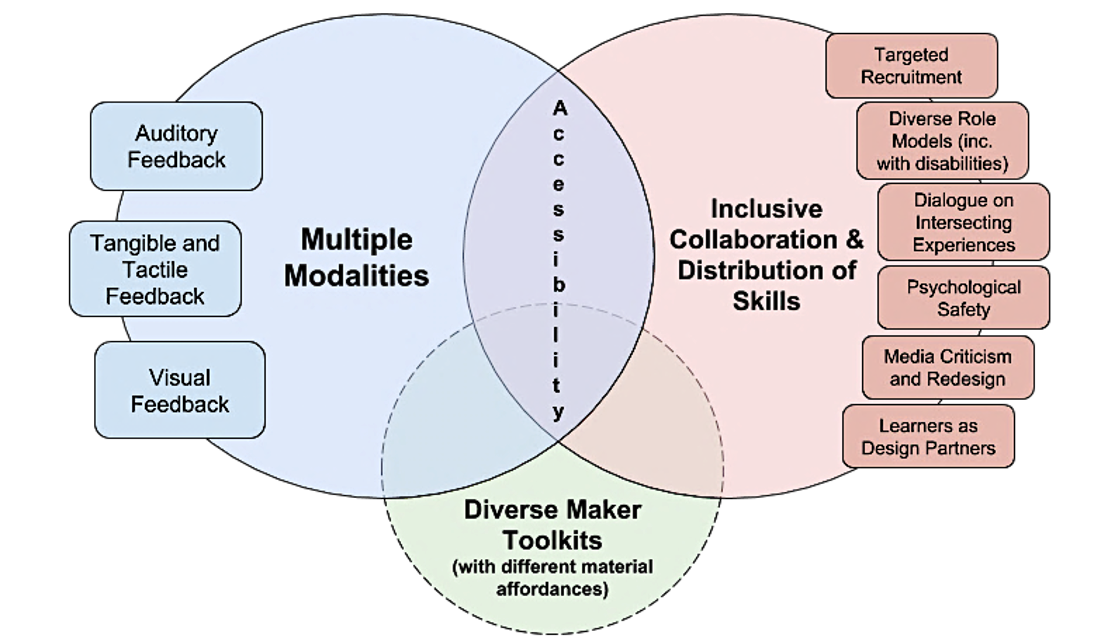 Auditory
Feedback
Tangible and
Tactile
Feedback
Visual
Feedback
Multiple
Modalities
Accessibility
Inclusive
Collaboration &
Distribution of
Skills
Targeted
Recruitment
Diverse Role
Models (inc.
with disabilities)
Dialogue on
Intersecting
Experiences
Psychological
Safety
Media Criticism
and Redesign
Learners as
Design Partners
Diverse Maker
Toolkits
(with different material
affordances)